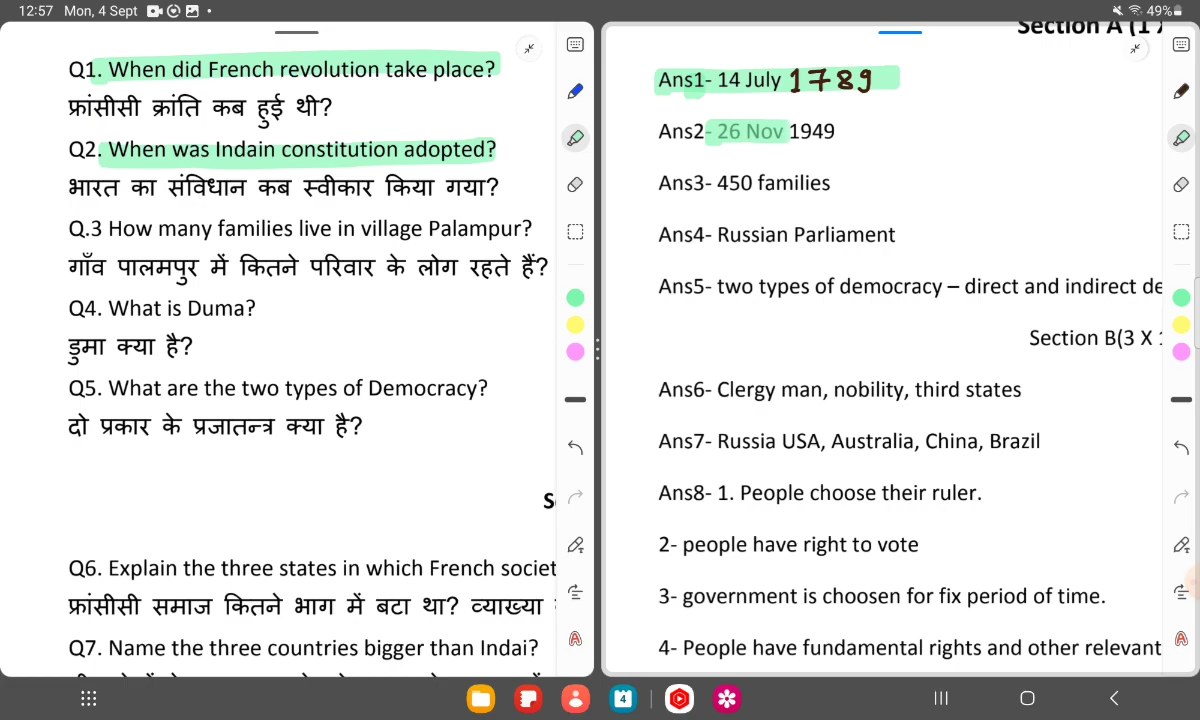 12:57 Mon, 4 Sept
49%
Q1. When did French revolution take place?
फ्रांसीसी क्रांति कब हुई थी?
Q2. When was Indain constitution adopted?
भारत का संविधान कब स्वीकार किया गया?
Q.3 How many families live in village Palampur?
गाँव पालमपुर में कितने परिवार के लोग रहते हैं?
Q4. What is Duma?
डुमा क्या है?
Q5. What are the two types of Democracy?
दो प्रकार के प्रजातन्त्र क्या है?
S
Q6. Explain the three states in which French societ
फ्रांसीसी समाज कितने भाग में बटा था? व्याख्या
Q7. Name the three countries bigger than Indai?
Section A (1
Ans1- 14 July 1789
Ans2- 26 Nov 1949
Ans3- 450 families
Ans4- Russian Parliament
Ans5- two types of democracy – direct and indirect de
Section B(3 X
Ans6- Clergy man, nobility, third states
Ans7- Russia USA, Australia, China, Brazil
Ans8- 1. People choose their ruler.
2- people have right to vote
3- government is choosen for fix period of time.
4- People have fundamental rights and other relevant
4